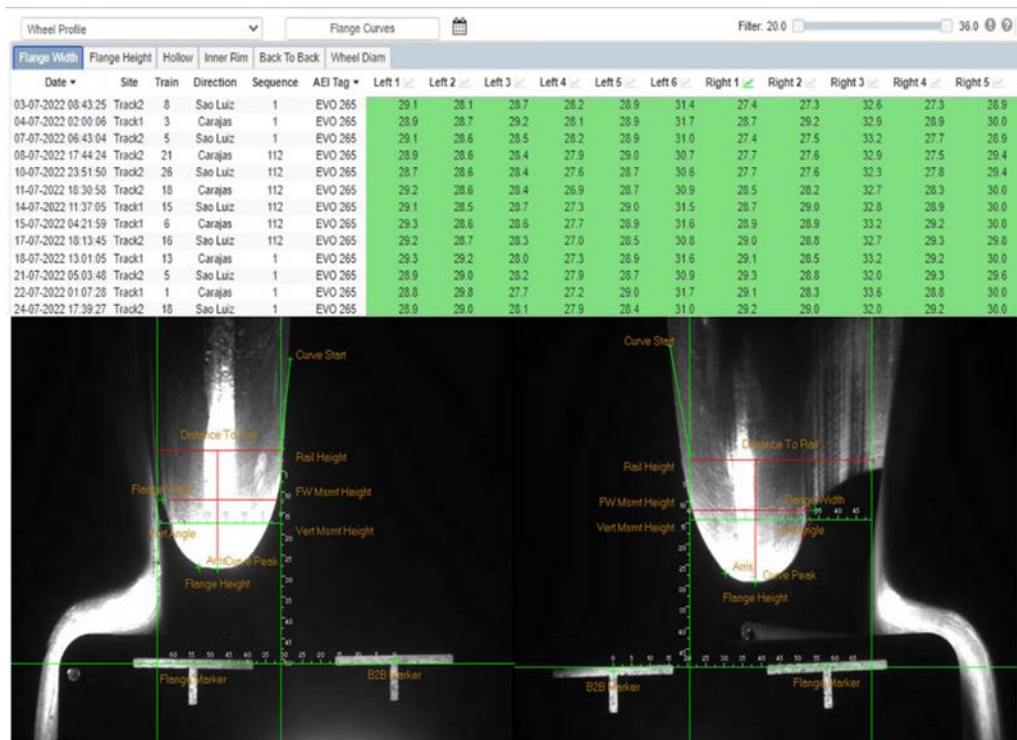 Wheel Profile Flange Curves Filter: 20.0 36.0
Flange Width Flange Height Hollow Inner Rim Back To Back Wheel Diam
Date Site Train Direction Sequence AEI Tag Left 1 Left 2 Left 3 Left 4 Left 5 Left 6 Right 1 Right 2 Right 3 Right 4 Right 5
03-07-2022 08:43:25 Track2 8 Sao Luiz 1 EVO 265 29.1 28.1 28.7 28.2 28.9 31.4 27.4 27.3 32.6 27.3 28.9
04-07-2022 02:00:06 Track1 3 Carajas 1 EVO 265 28.9 28.7 29.2 28.1 28.9 31.7 28.7 29.2 32.9 28.9 30.0
07-07-2022 06:43:04 Track2 5 Sao Luiz 1 EVO 265 29.1 28.6 28.5 28.2 28.9 31.0 27.4 27.5 33.2 27.7 28.9
08-07-2022 17:44:24 Track2 21 Carajas 112 EVO 265 28.9 28.6 28.4 27.9 29.0 30.7 27.7 27.6 32.9 27.5 29.4
10-07-2022 23:51:50 Track2 26 Sao Luiz 112 EVO 265 28.7 28.6 28.4 27.6 28.7 30.6 27.7 27.6 32.3 27.8 29.4
11-07-2022 18:30:58 Track2 18 Carajas 112 EVO 265 29.2 28.6 28.4 26.9 28.7 30.9 28.5 28.2 32.7 28.3 30.0
14-07-2022 11:37:05 Track1 15 Sao Luiz 112 EVO 265 29.1 28.5 28.7 27.3 29.0 31.5 28.7 29.0 32.8 28.9 30.0
15-07-2022 04:21:59 Track1 6 Carajas 112 EVO 265 29.3 28.6 28.6 27.7 28.9 31.6 28.9 28.9 33.2 29.2 30.0
17-07-2022 18:13:45 Track2 16 Sao Luiz 112 EVO 265 29.2 28.7 28.3 27.0 28.5 30.8 29.0 28.8 32.7 29.3 29.8
18-07-2022 13:01:05 Track1 13 Carajas 1 EVO 265 29.3 29.2 28.0 27.3 28.9 31.6 29.1 28.5 33.2 29.2 30.0
21-07-2022 05:03:48 Track2 5 Sao Luiz 1 EVO 265 28.9 29.0 28.2 27.9 28.7 30.9 29.3 28.8 32.0 29.3 29.6
22-07-2022 01:07:28 Track1 1 Carajas 1 EVO 265 28.8 29.8 27.7 27.2 29.0 31.7 29.1 28.3 33.6 28.8 30.0
24-07-2022 17:39:27 Track2 18 Sao Luiz 1 EVO 265 28.9 29.0 28.1 27.9 28.4 31.0 29.2 29.0 32.0 29.2 30.0
Curve Start
Distance To Rail
Rail Height
FW Msmt Height
Vert Angle
Vert Msmt Height
Arris Curve Peak
Flange Height
Flange Marker
B2B Marker
Curve Start
Distance To Rail
Rail Height
Flange Width
FW Msmt Height
Vert Msmt Height
Arris
Curve Peak
Flange Height
B2B Marker
Flange Marker